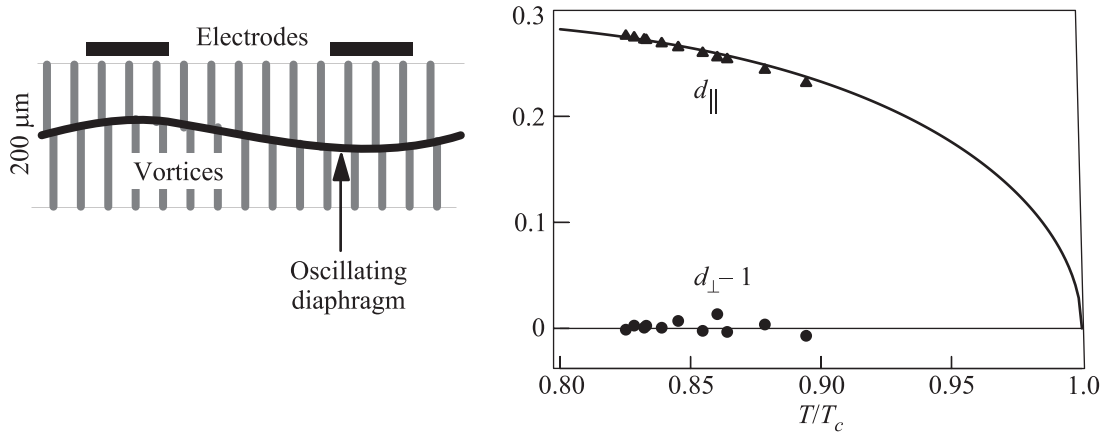 Electrodes
200 μm
Vortices
Oscillating
diaphragm
0.3
0.2
0.1
0
d∥
d⊥– 1
0.80
0.85
0.90
0.95
1.0
T/Tc